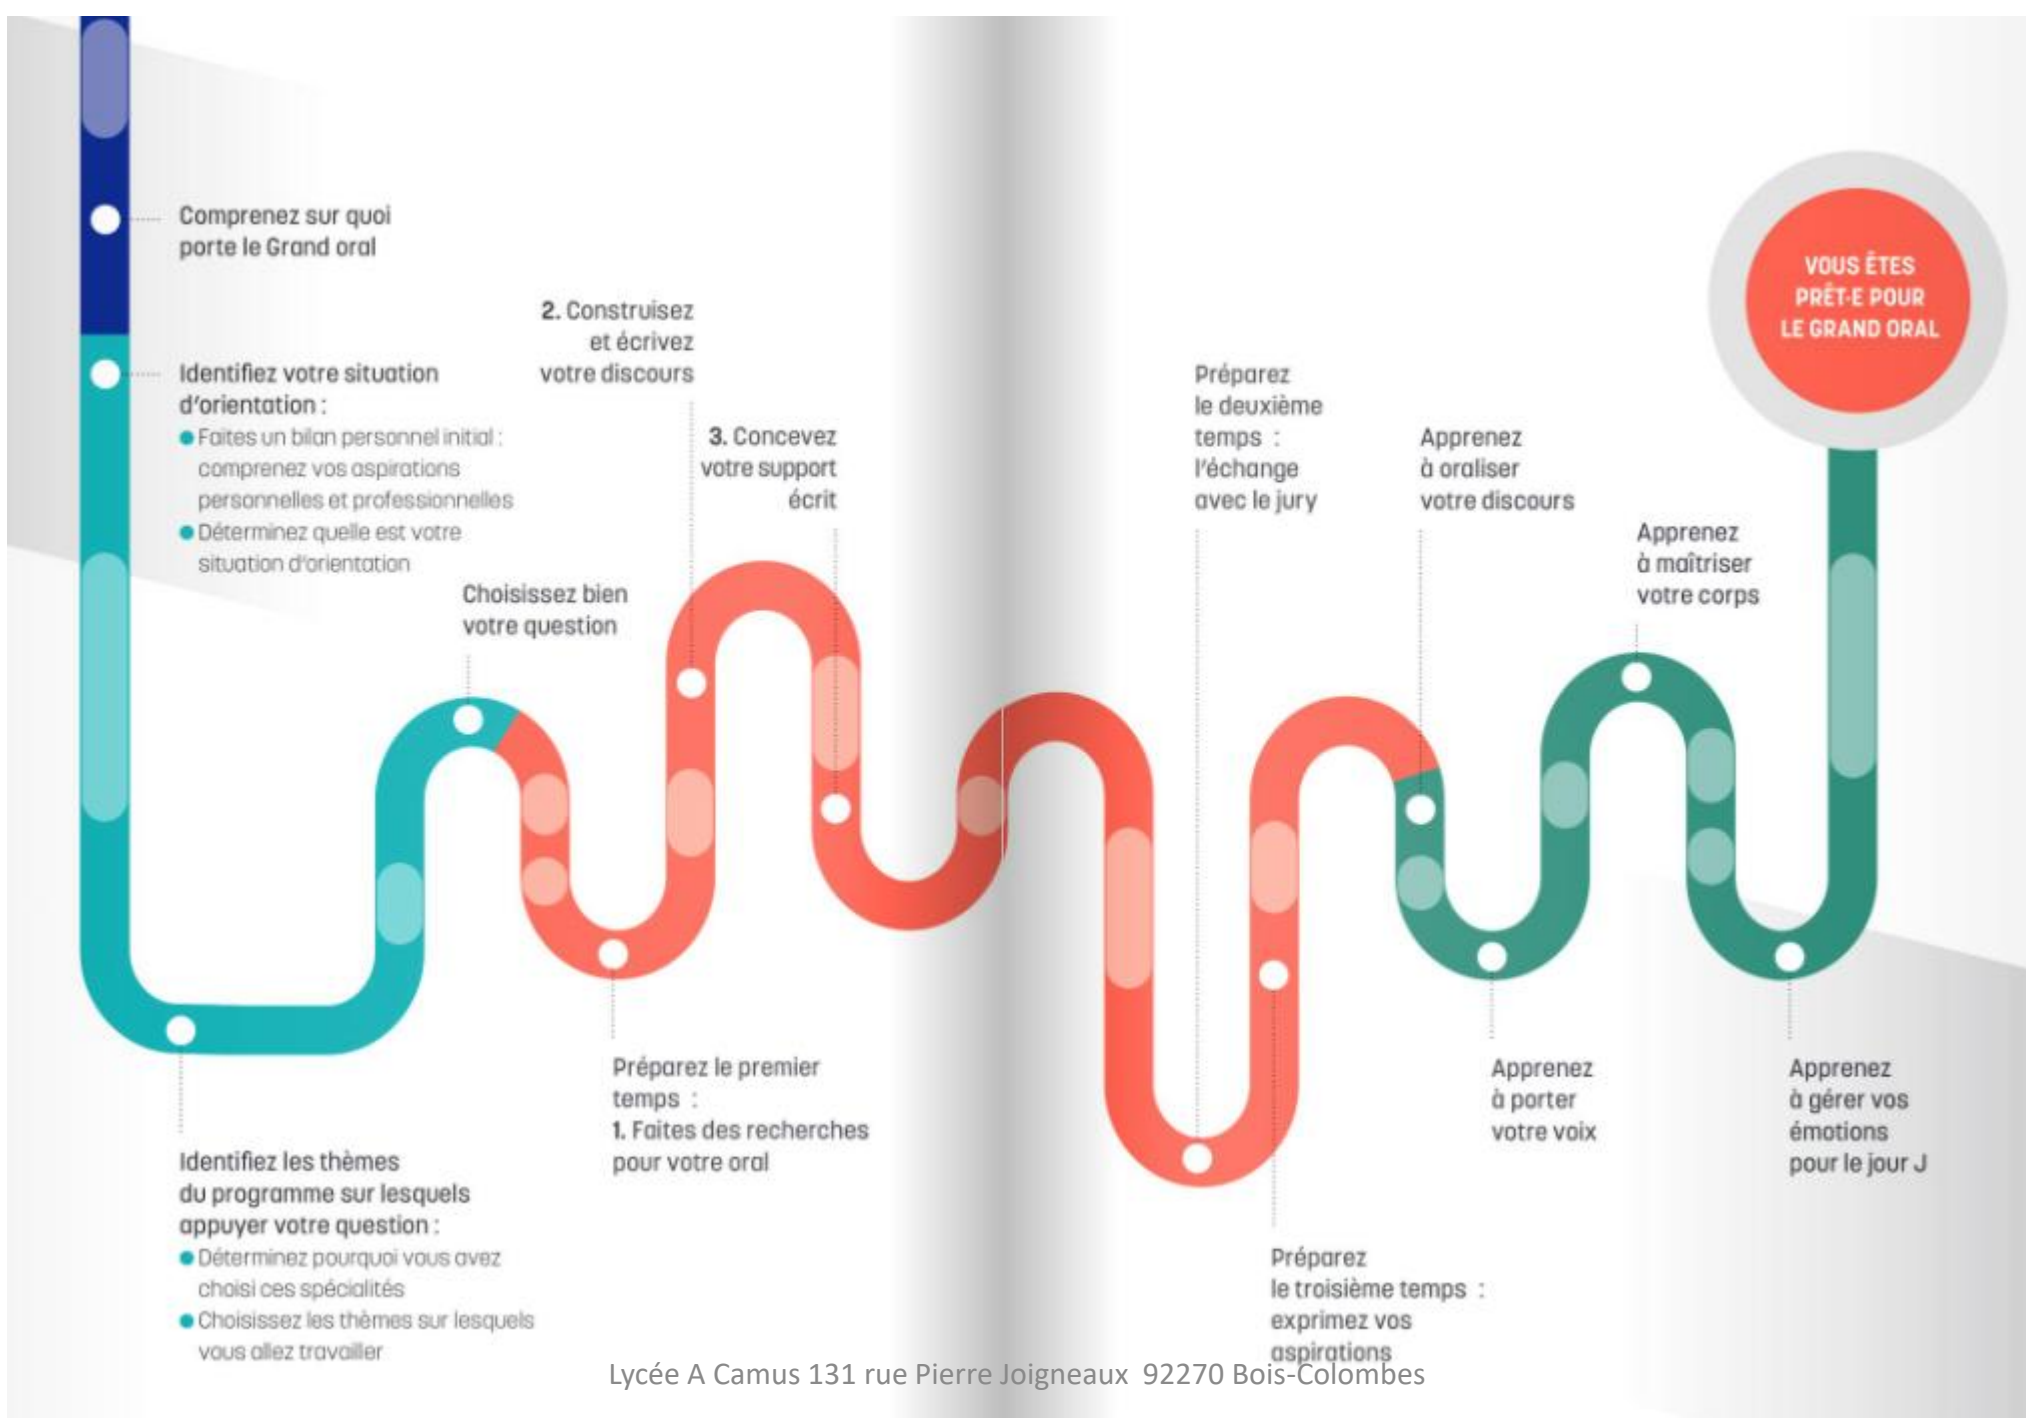 Comprenez sur quoi
porte le Grand oral
Identifiez votre situation
d'orientation :
● Faites un bilan personnel initial :
comprenez vos aspirations
personnelles et professionnelles
● Déterminez quelle est votre
situation d'orientation
Identifiez les thèmes
du programme sur lesquels
appuyer votre question :
● Déterminez pourquoi vous avez
choisi ces spécialités
● Choisissez les thèmes sur lesquels
vous allez travailler
Choisissez bien
votre question
Préparez le premier
temps :
1. Faites des recherches
pour votre oral
2. Construisez
et écrivez
votre discours
3. Concevez
votre support
écrit
Préparez
le deuxième
temps :
l'échange
avec le jury
Préparez
le troisième temps :
exprimez vos
aspirations
Apprenez
à oraliser
votre discours
Apprenez
à porter
votre voix
Apprenez
à maîtriser
votre corps
Apprenez
à gérer vos
émotions
pour le jour J
VOUS ÊTES
PRÊT·E POUR
LE GRAND ORAL
Lycée A Camus 131 rue Pierre Joigneaux 92270 Bois-Colombes